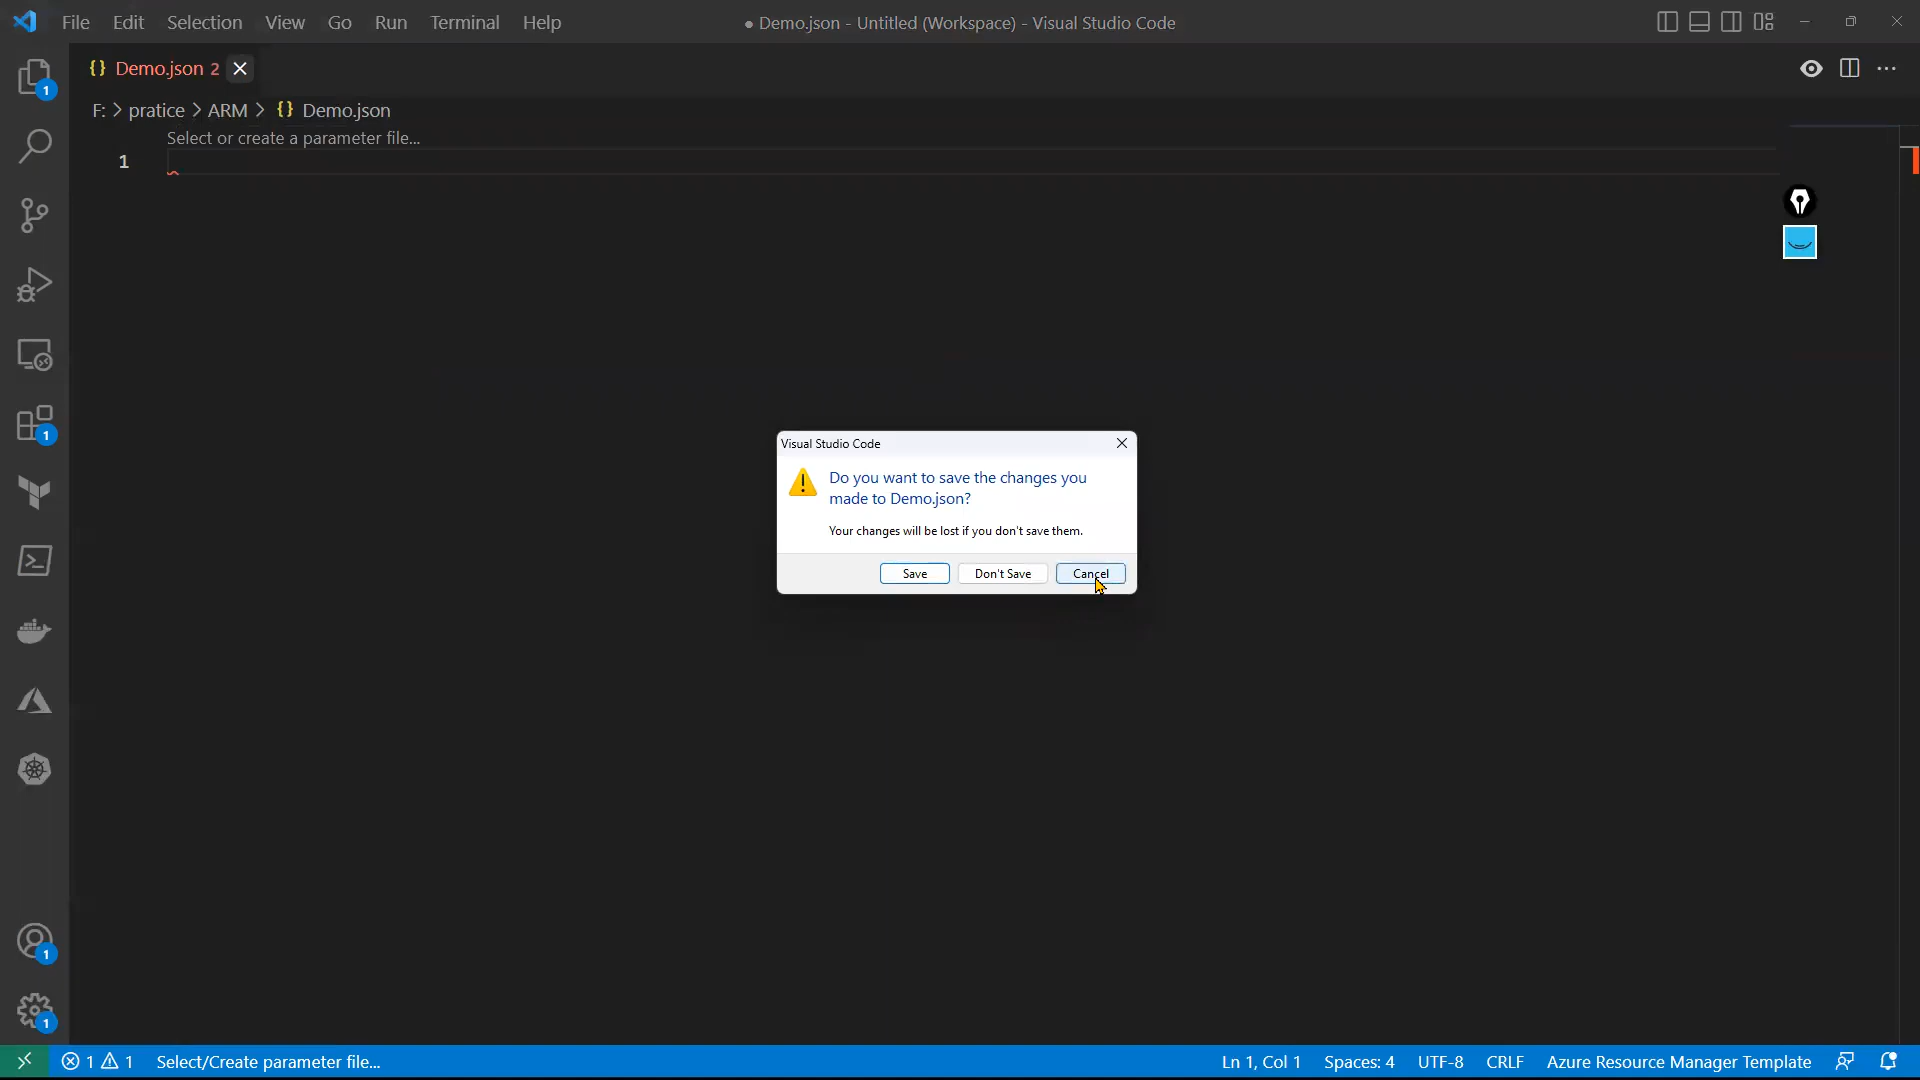 File Edit Selection View Go Run Terminal Help
● Demo.json - Untitled (Workspace) - Visual Studio Code
{} Demo.json 2
F: > pratice > ARM > {} Demo.json
Select or create a parameter file...
1
1
1
Visual Studio Code
Do you want to save the changes you
made to Demo.json?
Your changes will be lost if you don't save them.
Save Don't Save Cancel
1
1
1 1 Select/Create parameter file...
Ln 1, Col 1 Spaces: 4 UTF-8 CRLF Azure Resource Manager Template